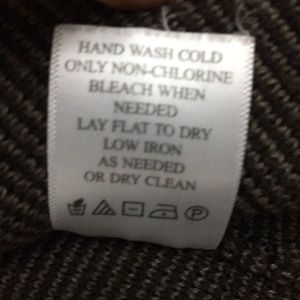 HAND WASH COLD
ONLY NON-CHLORINE
BLEACH WHEN
NEEDED
LAY FLAT TO DRY
LOW IRON
AS NEEDED
OR DRY CLEAN
P